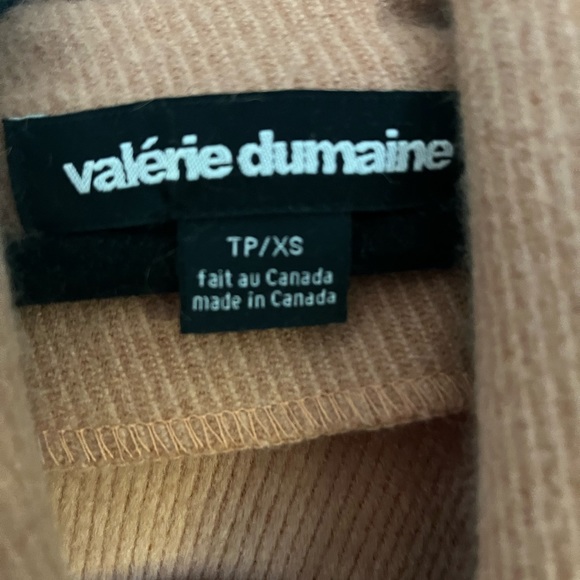 valérie dumaine
TP/XS
fait au Canada
made in Canada